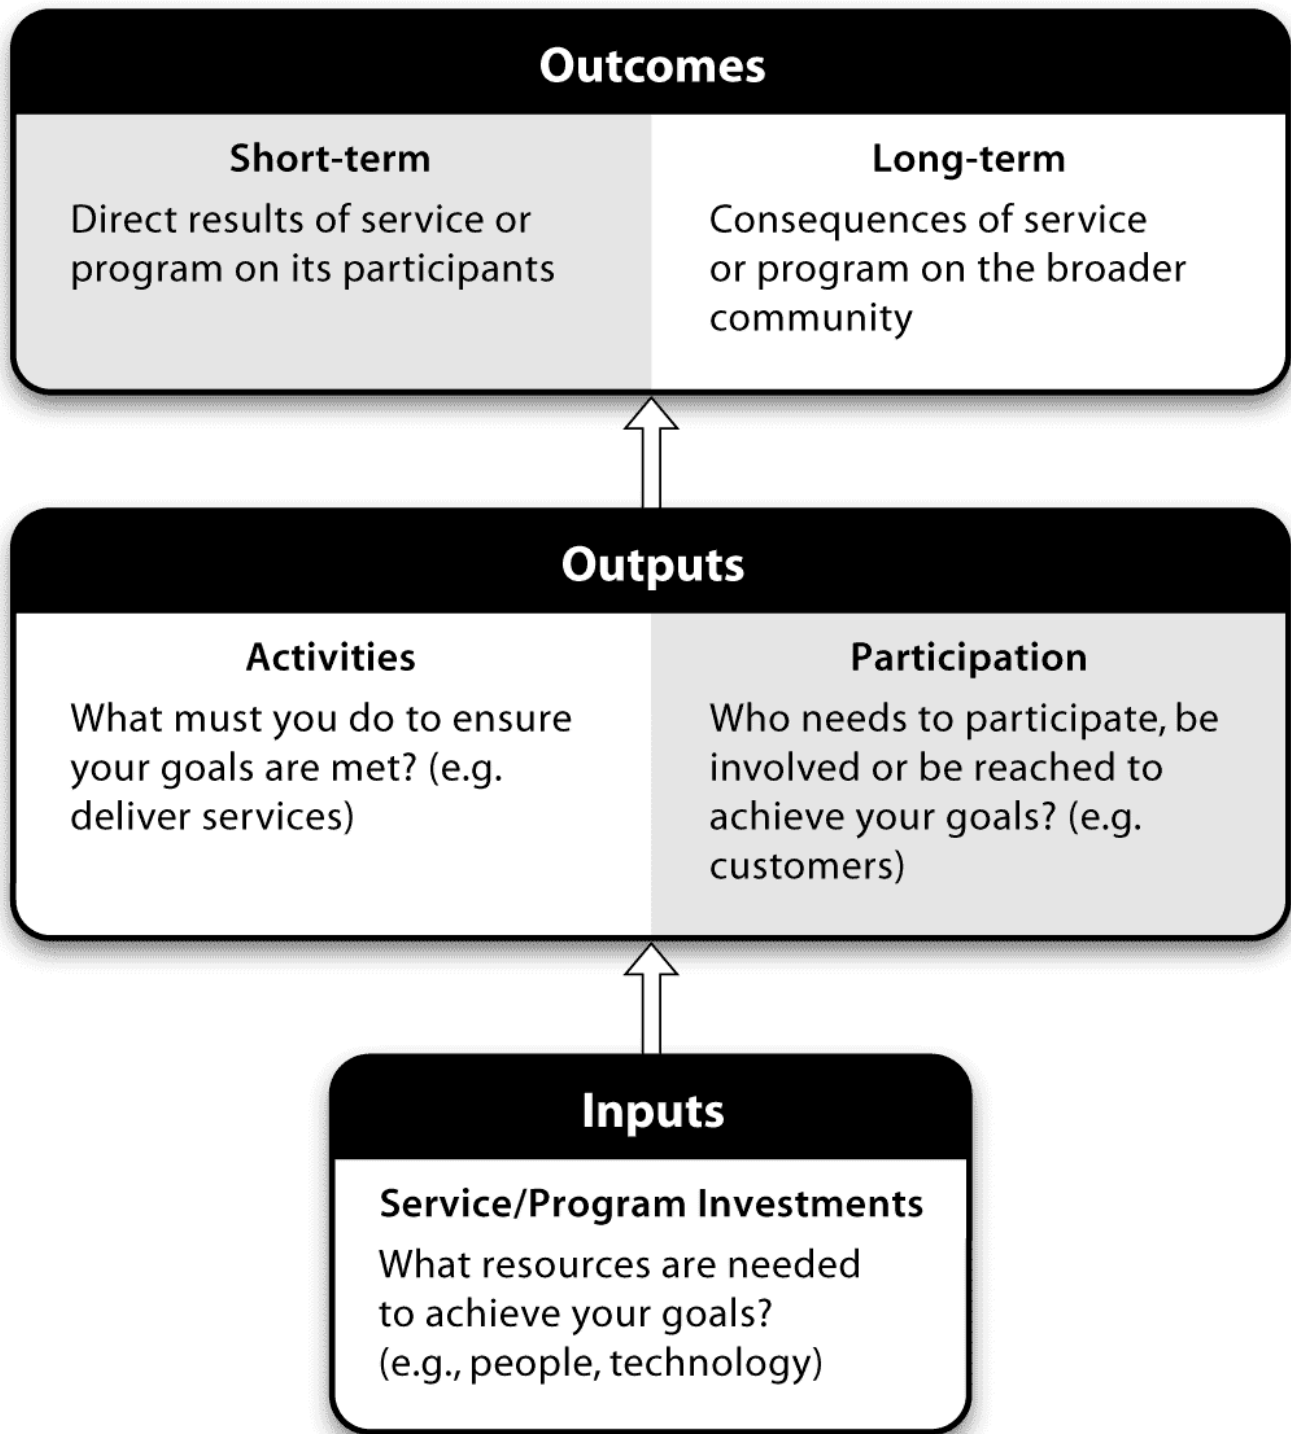 Outcomes
Short-term
Direct results of service or
program on its participants
Long-term
Consequences of service
or program on the broader
community
Outputs
Activities
What must you do to ensure
your goals are met? (e.g.
deliver services)
Participation
Who needs to participate, be
involved or be reached to
achieve your goals? (e.g.
customers)
Inputs
Service/Program Investments
What resources are needed
to achieve your goals?
(e.g., people, technology)